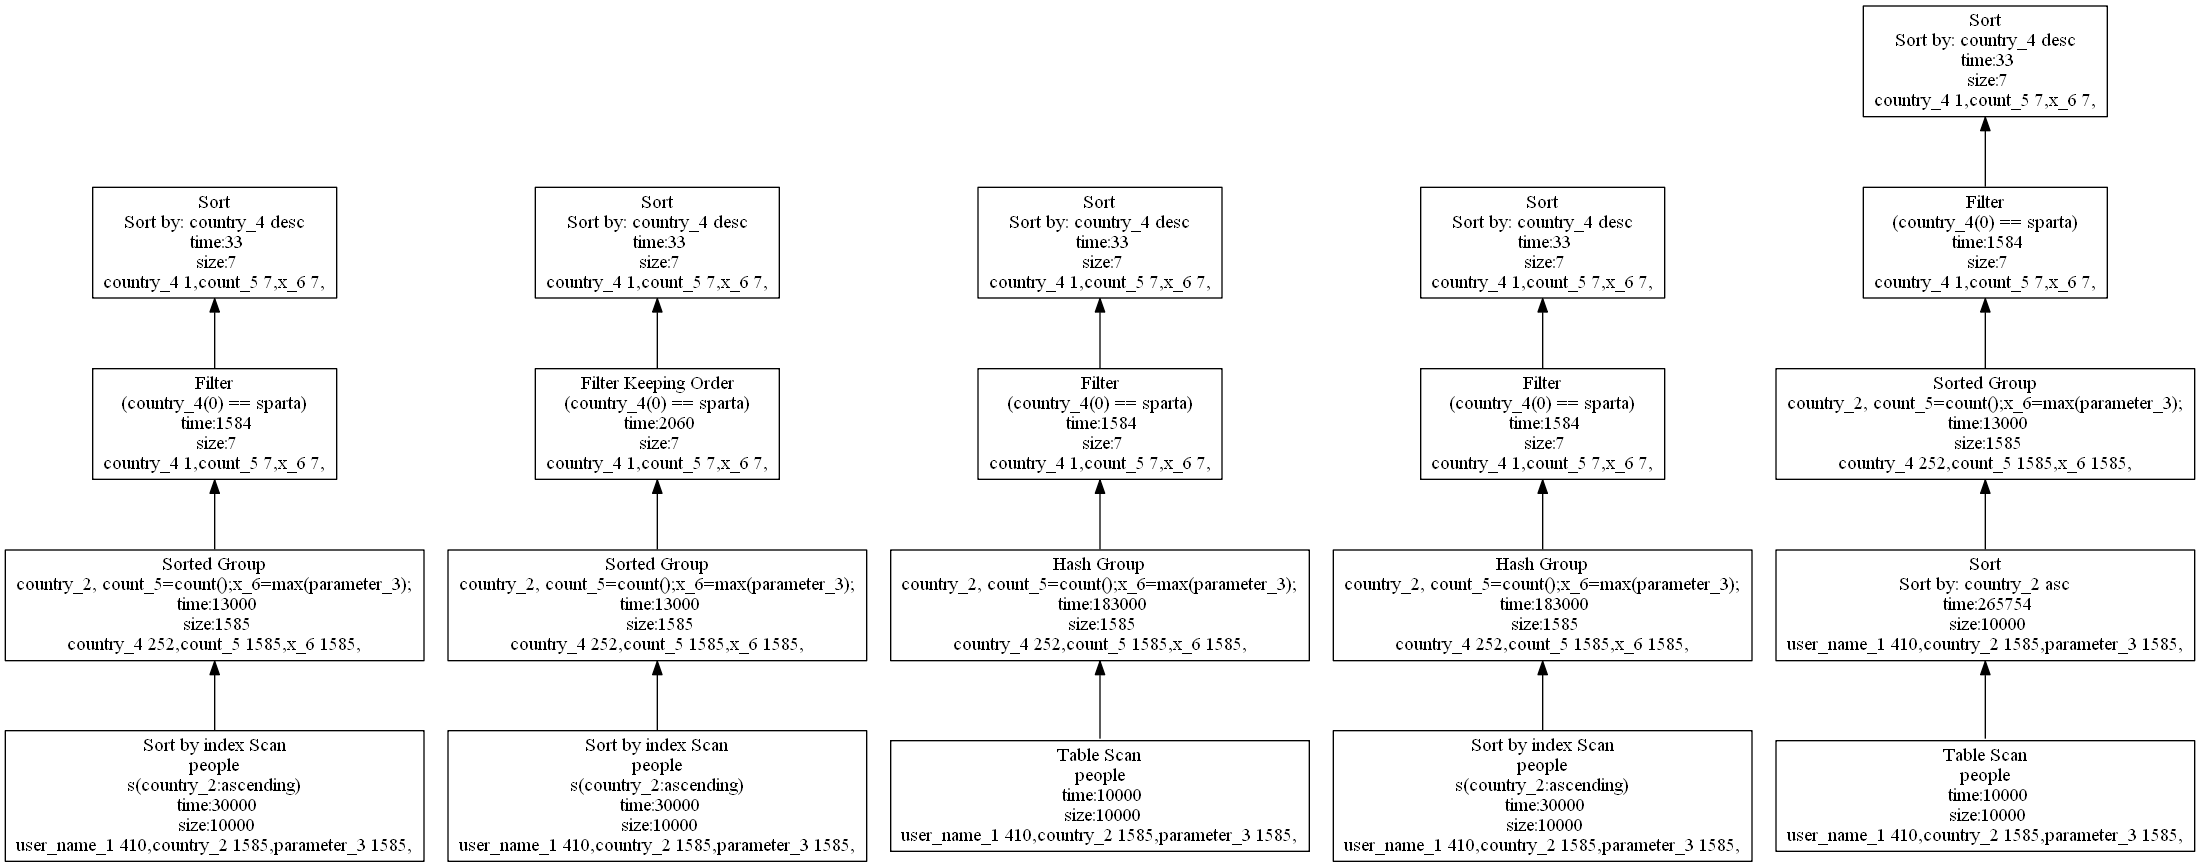 Sort
Sort by: country_4 desc
time:33
size:7
country_4 1,count_5 7,x_6 7,
Sort
Sort by: country_4 desc
time:33
size:7
country_4 1,count_5 7,x_6 7,
Sort
Sort by: country_4 desc
time:33
size:7
country_4 1,count_5 7,x_6 7,
Sort
Sort by: country_4 desc
time:33
size:7
country_4 1,count_5 7,x_6 7,
Sort
Sort by: country_4 desc
time:33
size:7
country_4 1,count_5 7,x_6 7,
Filter
(country_4(0) == sparta)
time:1584
size:7
country_4 1,count_5 7,x_6 7,
Filter
(country_4(0) == sparta)
time:1584
size:7
country_4 1,count_5 7,x_6 7,
Filter Keeping Order
(country_4(0) == sparta)
time:2060
size:7
country_4 1,count_5 7,x_6 7,
Filter
(country_4(0) == sparta)
time:1584
size:7
country_4 1,count_5 7,x_6 7,
Filter
(country_4(0) == sparta)
time:1584
size:7
country_4 1,count_5 7,x_6 7,
Sorted Group
country_2, count_5=count();x_6=max(parameter_3);
time:13000
size:1585
country_4 252,count_5 1585,x_6 1585,
Sorted Group
country_2, count_5=count();x_6=max(parameter_3);
time:13000
size:1585
country_4 252,count_5 1585,x_6 1585,
Sorted Group
country_2, count_5=count();x_6=max(parameter_3);
time:13000
size:1585
country_4 252,count_5 1585,x_6 1585,
Hash Group
country_2, count_5=count();x_6=max(parameter_3);
time:183000
size:1585
country_4 252,count_5 1585,x_6 1585,
Hash Group
country_2, count_5=count();x_6=max(parameter_3);
time:183000
size:1585
country_4 252,count_5 1585,x_6 1585,
Sort
Sort by: country_2 asc
time:265754
size:10000
user_name_1 410,country_2 1585,parameter_3 1585,
Sort by index Scan
people
s(country_2:ascending)
time:30000
size:10000
user_name_1 410,country_2 1585,parameter_3 1585,
Sort by index Scan
people
s(country_2:ascending)
time:30000
size:10000
user_name_1 410,country_2 1585,parameter_3 1585,
Table Scan
people
time:10000
size:10000
user_name_1 410,country_2 1585,parameter_3 1585,
Sort by index Scan
people
s(country_2:ascending)
time:30000
size:10000
user_name_1 410,country_2 1585,parameter_3 1585,
Table Scan
people
time:10000
size:10000
user_name_1 410,country_2 1585,parameter_3 1585,